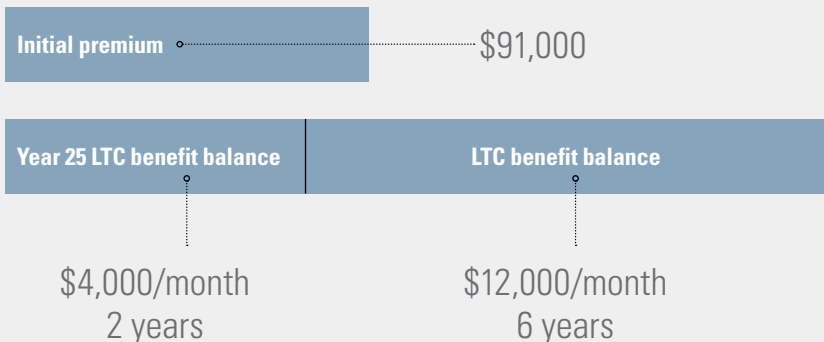 Initial premium
$91,000
Year 25 LTC benefit balance
LTC benefit balance
$4,000/month
2 years
$12,000/month
6 years